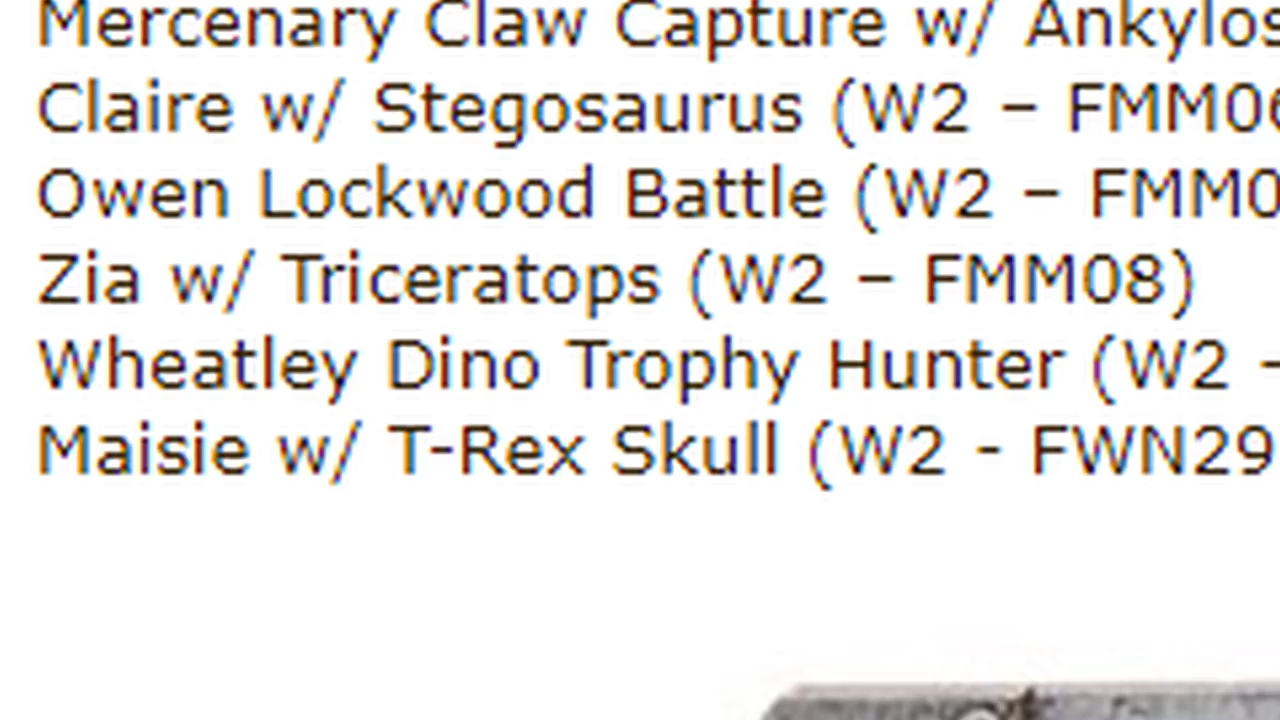 Mercenary Claw Capture w/ Ankylos
Claire w/ Stegosaurus (W2 – FMM06
Owen Lockwood Battle (W2 – FMM0
Zia w/ Triceratops (W2 – FMM08)
Wheatley Dino Trophy Hunter (W2 -
Maisie w/ T-Rex Skull (W2 - FWN29